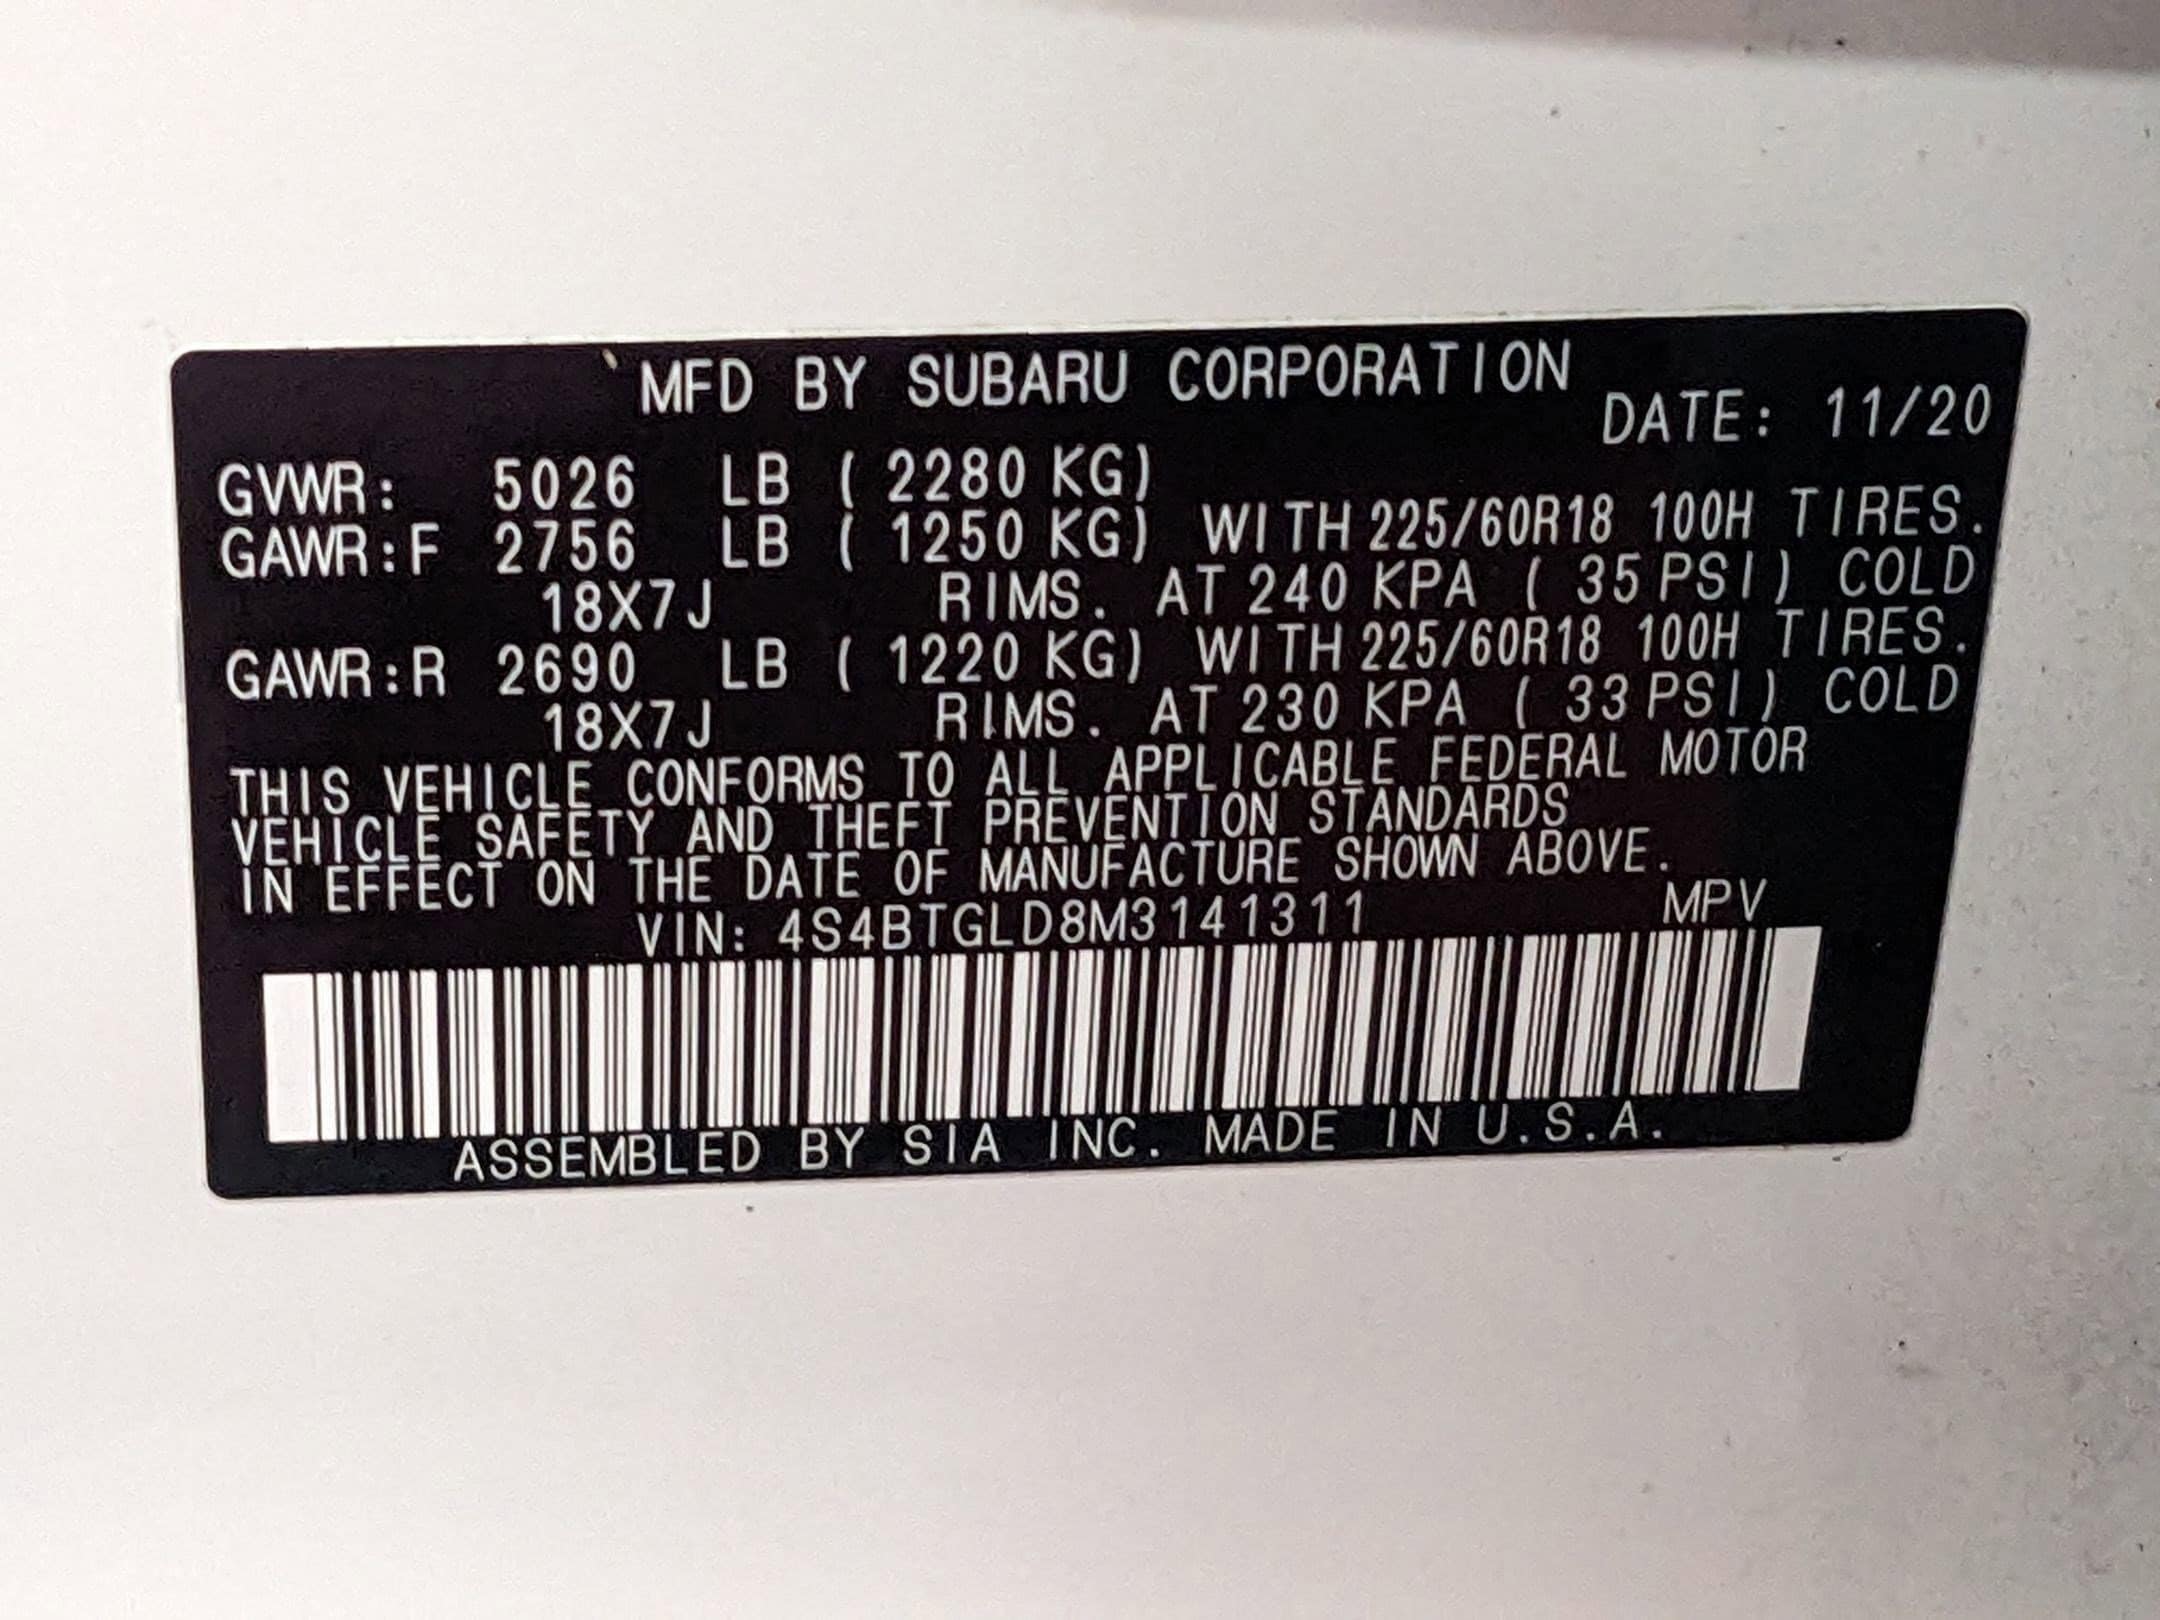 MFD BY SUBARU CORPORATION
DATE: 11/20
GVWR: 5026 LB ( 2280 KG)
GAWR:F 2756 LB ( 1250 KG) WITH 225/60R18 100H TIRES.
18X7J RIMS. AT 240 KPA ( 35 PSI) COLD
GAWR:R 2690 LB ( 1220 KG) WITH 225/60R18 100H TIRES.
18X7J RIMS. AT 230 KPA ( 33 PSI) COLD
THIS VEHICLE CONFORMS TO ALL APPLICABLE FEDERAL MOTOR
VEHICLE SAFETY AND THEFT PREVENTION STANDARDS
IN EFFECT ON THE DATE OF MANUFACTURE SHOWN ABOVE.
VIN: 4S4BTGLD8M3141311 MPV
ASSEMBLED BY SIA INC. MADE IN U.S.A.